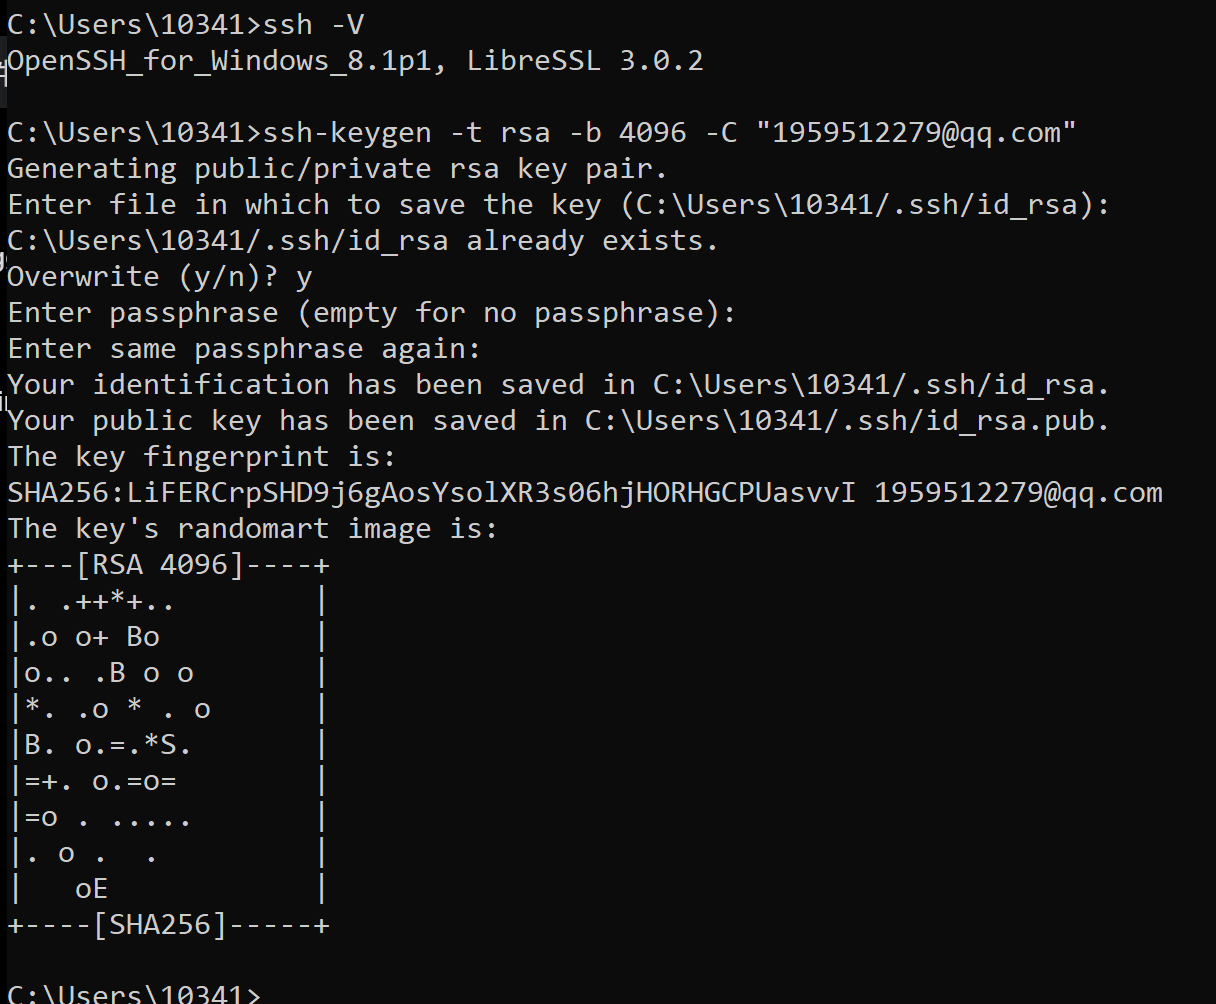 C:\Users\10341>ssh -V
OpenSSH_for_Windows_8.1p1, LibreSSL 3.0.2
C:\Users\10341>ssh-keygen -t rsa -b 4096 -C "1959512279@qq.com"
Generating public/private rsa key pair.
Enter file in which to save the key (C:\Users\10341/.ssh/id_rsa):
C:\Users\10341/.ssh/id_rsa already exists.
Overwrite (y/n)? y
Enter passphrase (empty for no passphrase):
Enter same passphrase again:
Your identification has been saved in C:\Users\10341/.ssh/id_rsa.
Your public key has been saved in C:\Users\10341/.ssh/id_rsa.pub.
The key fingerprint is:
SHA256:LiFERCrpSHD9j6gAosYsolXR3s06hjHORHGCPUasvvI 1959512279@qq.com
The key's randomart image is:
+---[RSA 4096]----+
|. .++*+..        |
|.o o+ Bo         |
|o.. .B o o       |
|*. .o * . o      |
|B. o.=.*S.       |
|=+. o.=o=        |
|=o . .....       |
|. o .  .         |
|   oE            |
+----[SHA256]-----+
C:\Users\10341>